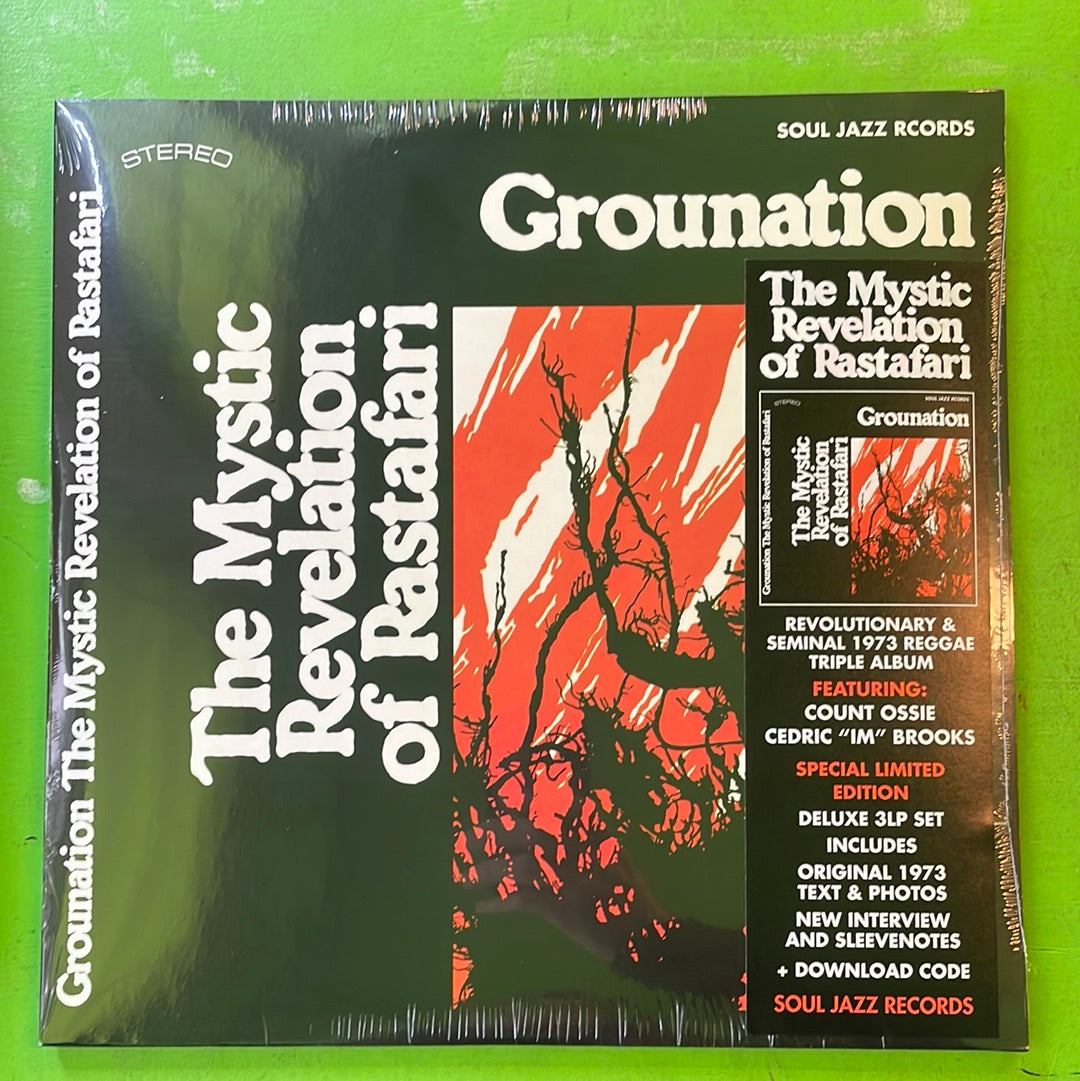 STEREO
SOUL JAZZ RCORDS
Grounation
Grounation The Mystic Revelation of Rastafari
The Mystic
Revelation
of Rastafari
The Mystic
Revelation
of Rastafari
STEREO
SOUL JAZZ RECORDS
Grounation
Grounation The Mystic Revelation of Rastafari
The Mystic
Revelation
of Rastafari
REVOLUTIONARY &
SEMINAL 1973 REGGAE
TRIPLE ALBUM
FEATURING:
COUNT OSSIE
CEDRIC “IM” BROOKS
SPECIAL LIMITED
EDITION
DELUXE 3LP SET
INCLUDES
ORIGINAL 1973
TEXT & PHOTOS
NEW INTERVIEW
AND SLEEVENOTES
+ DOWNLOAD CODE
SOUL JAZZ RECORDS